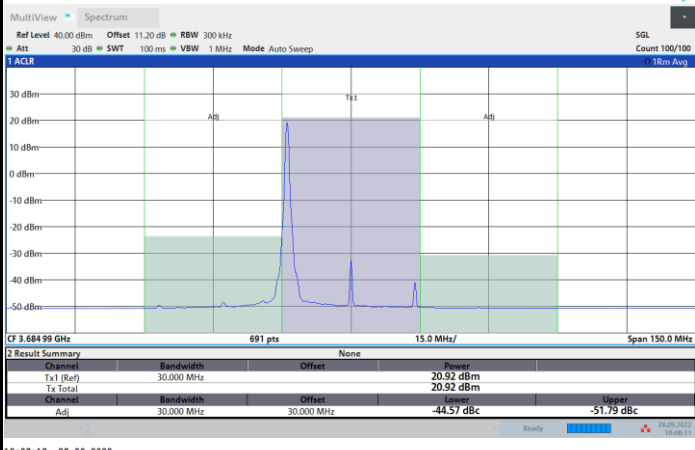 MultiView Spectrum
Ref Level 40.00 dBm Offset 11.20 dB RBW 300 kHz SGL
Att 30 dB SWT 100 ms VBW 1 MHz Mode Auto Sweep Count 100/100
1 ACLR 1Rm Avg
30 dBm
Tx1
20 dBm Adj Adj
10 dBm
0 dBm
-10 dBm
-20 dBm
-30 dBm
-40 dBm
-50 dBm
CF 3.684 99 GHz 691 pts 15.0 MHz/ Span 150.0 MHz
2 Result Summary None
Channel Bandwidth Offset Power
Tx1 (Ref) 30.000 MHz 20.92 dBm
Tx Total 20.92 dBm
Channel Bandwidth Offset Lower Upper
Adj 30.000 MHz 30.000 MHz -44.57 dBc -51.79 dBc
Ready 28.09.2022
10:08:11